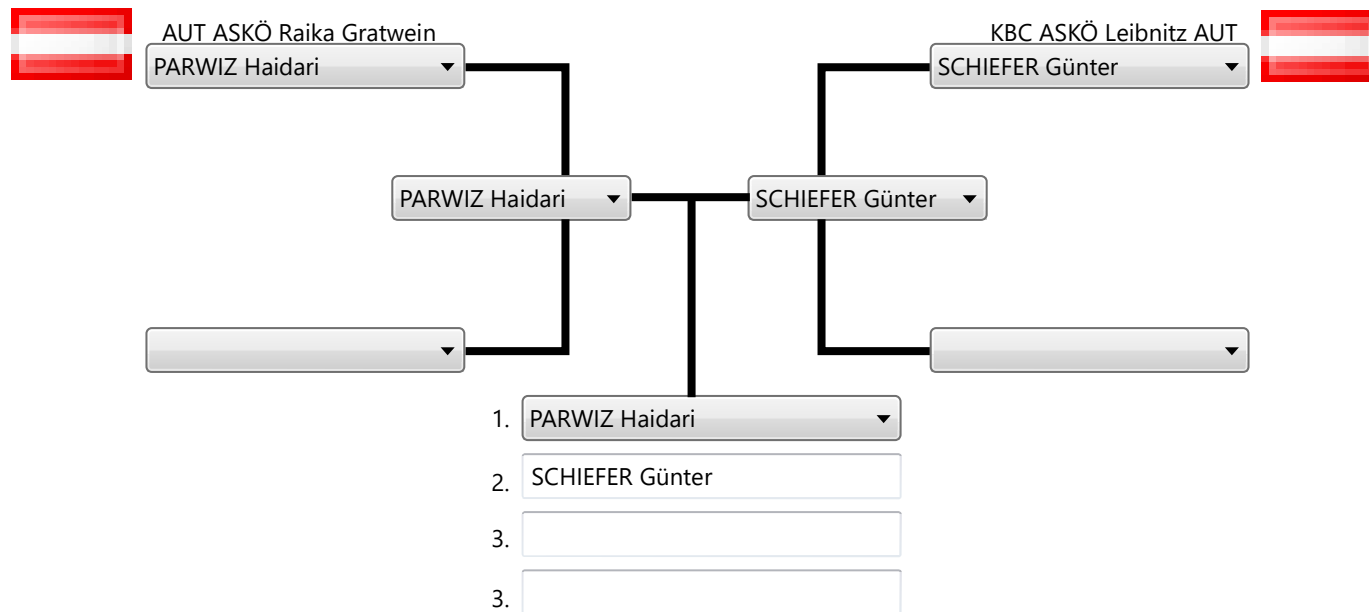 AUT ASKÖ Raika Gratwein
KBC ASKÖ Leibnitz AUT
PARWIZ Haidari
SCHIEFER Günter
PARWIZ Haidari
SCHIEFER Günter
1. PARWIZ Haidari
2. SCHIEFER Günter
3.
3.